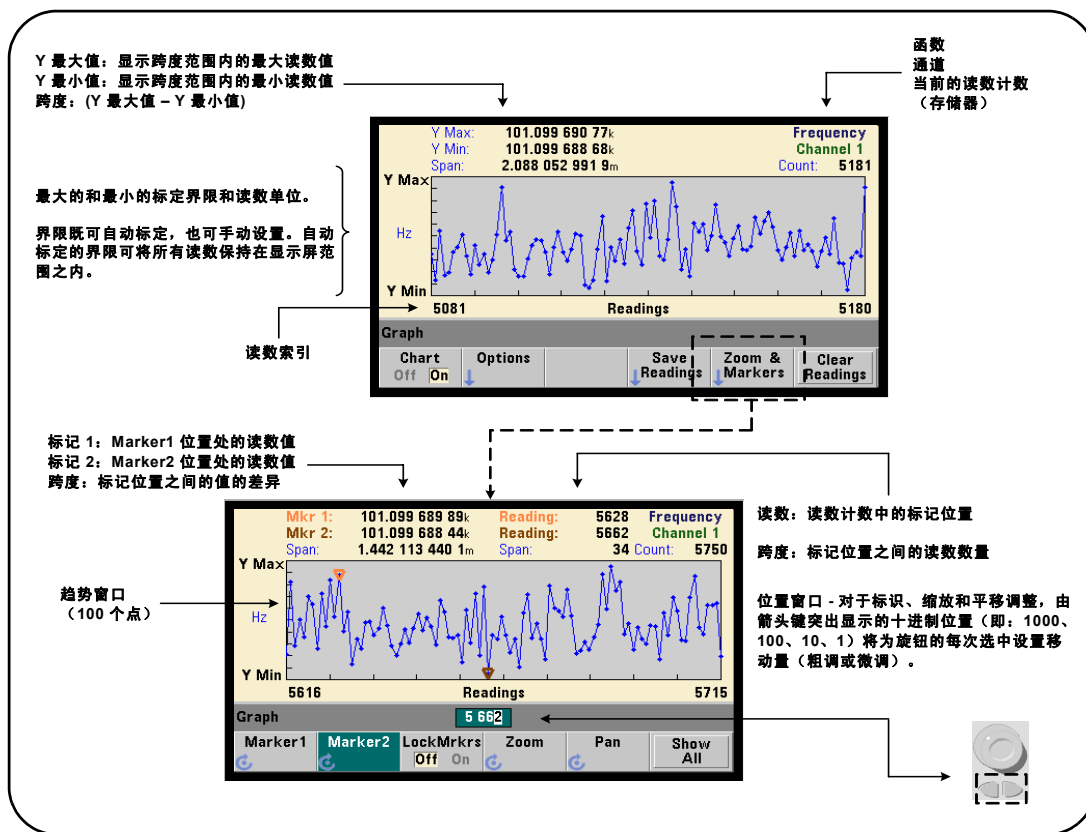 Y 最大值：显示跨度范围内的最大读数值
Y 最小值：显示跨度范围内的最小读数值
跨度：(Y 最大值 – Y 最小值)
函数
通道
当前的读数计数
（存储器）
Y Max: 101.099 690 77k Frequency
Y Min: 101.099 688 68k Channel 1
Span: 2.088 052 991 9m Count: 5181
最大的和最小的标定界限和读数单位。
界限既可自动标定，也可手动设置。自动
标定的界限可将所有读数保持在显示屏范
围之内。
Y Max
Hz
Y Min
5081 Readings 5180
读数索引
Graph
Chart Options Save Zoom & Clear
Off On Readings Markers Readings
标记 1：Marker1 位置处的读数值
标记 2：Marker2 位置处的读数值
跨度：标记位置之间的值的差异
Mkr 1: 101.099 689 89k Reading: 5628 Frequency
Mkr 2: 101.099 688 44k Reading: 5662 Channel 1
Span: 1.442 113 440 1m Span: 34 Count: 5750
读数：读数计数中的标记位置
跨度：标记位置之间的读数数量
趋势窗口
（100 个点）
Y Max
Hz
Y Min
5616 Readings 5715
位置窗口 - 对于标识、缩放和平移调整，由
箭头键突出显示的十进制位置（即：1000、
100、10、1）将为旋钮的每次选中设置移
动量（粗调或微调）。
Graph 5 662
Marker1 Marker2 LockMrkrs Zoom Pan Show
Off On All